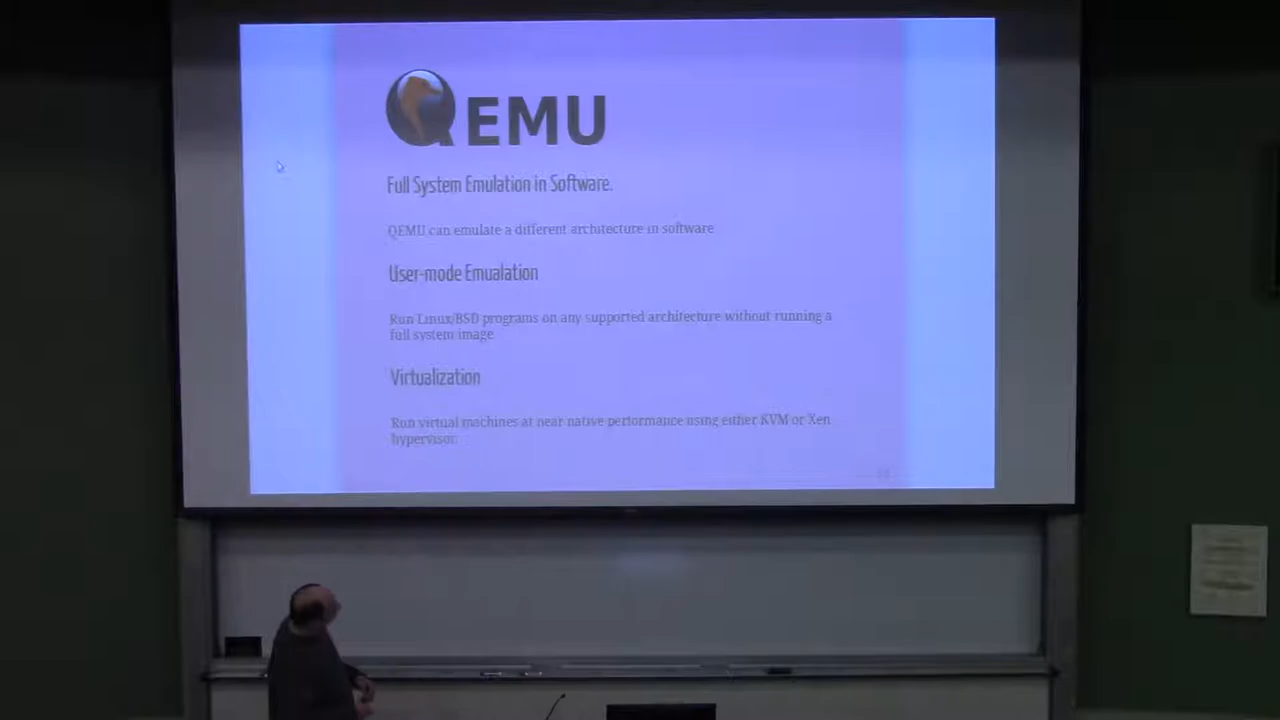 QEMU
Full System Emulation in Software.
QEMU can emulate a different architecture in software
User-mode Emualation
Run Linux/BSD programs on any supported architecture without running a
full system image
Virtualization
Run virtual machines at near native performance using either KVM or Xen
hypervisor.